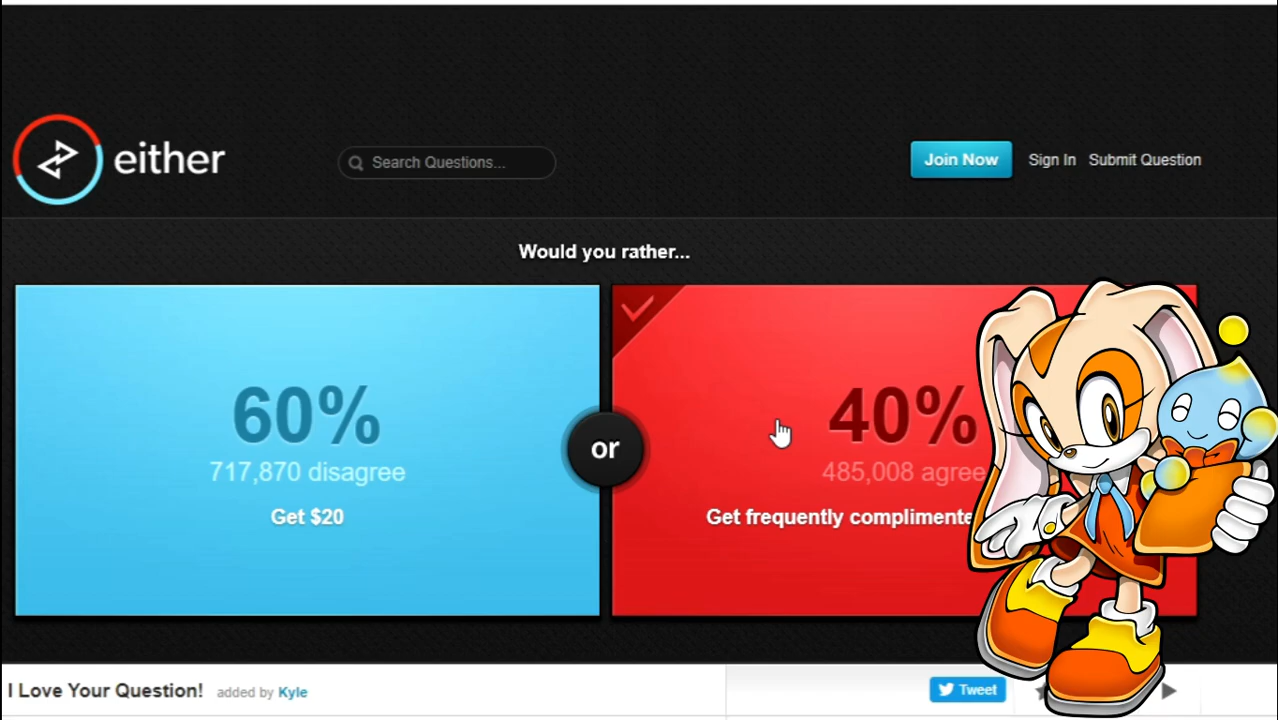 either
Search Questions...
Join Now
Sign In
Submit Question
Would you rather...
60%
717,870 disagree
Get $20
or
40%
485,008 agree
Get frequently
I Love Your Question!
added by Kyle
Tweet